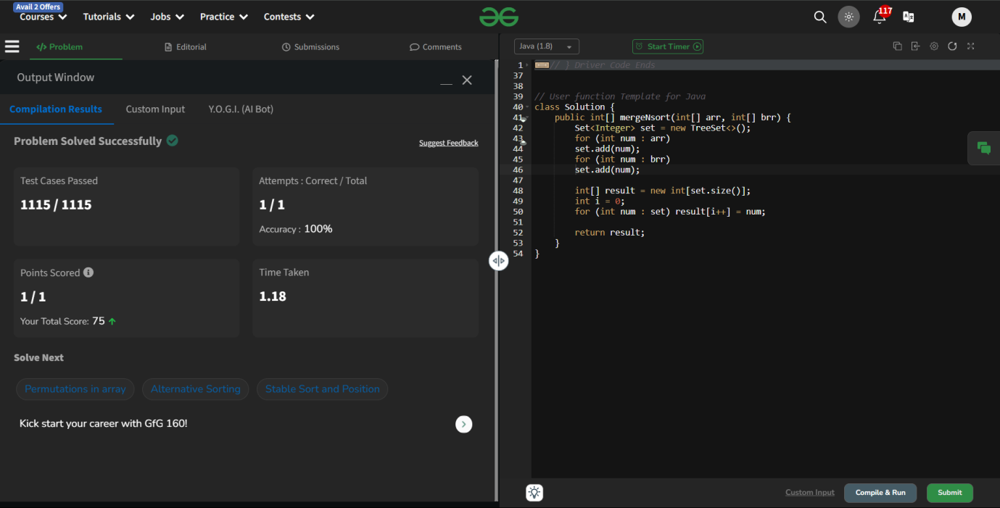 Avail 2 Offers
Courses Tutorials Jobs Practice Contests 117 M
</> Problem Editorial Submissions Comments
Output Window
Compilation Results Custom Input Y.O.G.I. (AI Bot)
Problem Solved Successfully
Suggest Feedback
Test Cases Passed
1115 / 1115
Attempts : Correct / Total
1 / 1
Accuracy : 100%
Points Scored
1 / 1
Your Total Score: 75
Time Taken
1.18
Solve Next
Permutations in array Alternative Sorting Stable Sort and Position
Kick start your career with GfG 160!
Java (1.8) Start Timer
1 // } Driver Code Ends
37
38
39 // User function Template for Java
40 class Solution {
41 public int[] mergeNsort(int[] arr, int[] brr) {
42 Set<Integer> set = new TreeSet<>();
43 for (int num : arr)
44 set.add(num);
45 for (int num : brr)
46 set.add(num);
47
48 int[] result = new int[set.size()];
49 int i = 0;
50 for (int num : set) result[i++] = num;
51
52 return result;
53 }
54 }
Custom Input Compile & Run Submit